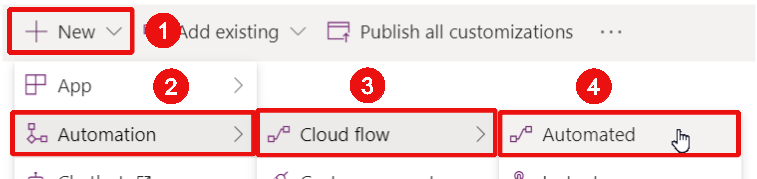 New 1 Add existing Publish all customizations ...
App 2 3 4
Automation Cloud flow Automated